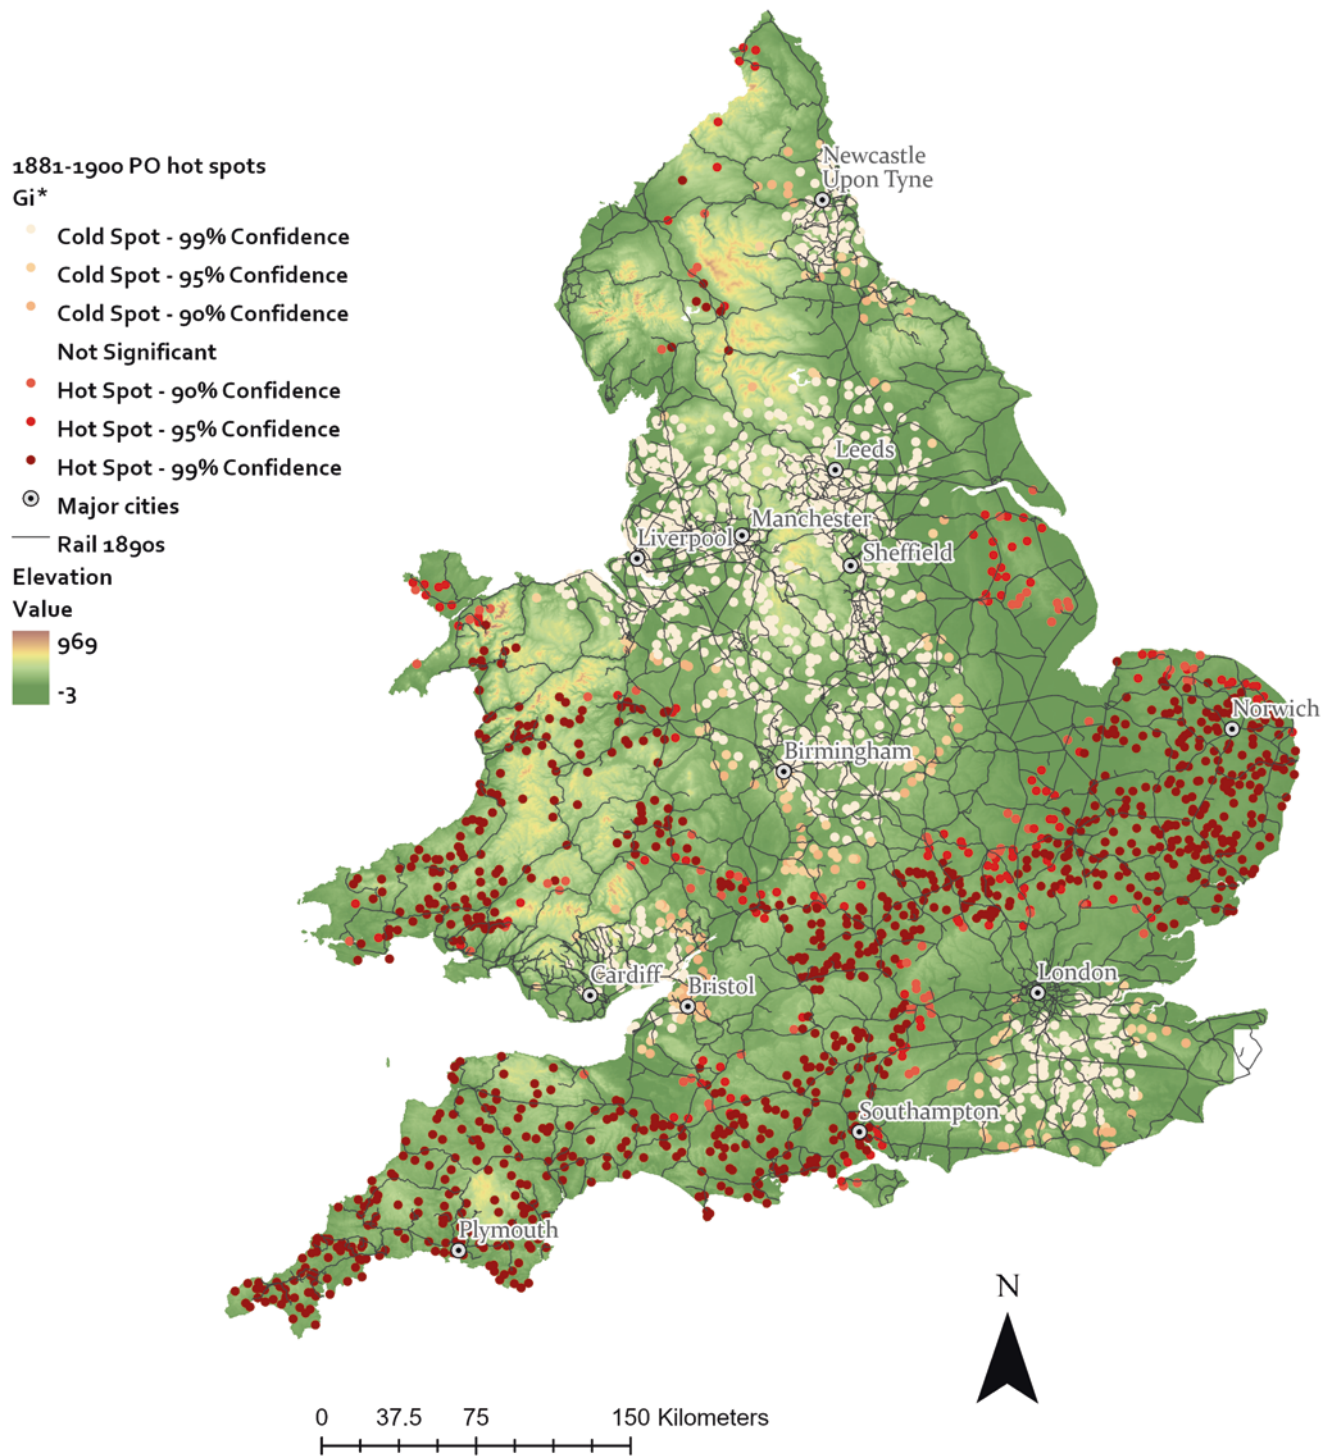 1881-1900 PO hot spots
Gi*
Cold Spot - 99% Confidence
Cold Spot - 95% Confidence
Cold Spot - 90% Confidence
Not Significant
Hot Spot - 90% Confidence
Hot Spot - 95% Confidence
Hot Spot - 99% Confidence
Major cities
Rail 1890s
Elevation
Value
969
-3
Newcastle
Upon Tyne
Leeds
Manchester
Liverpool
Sheffield
Norwich
Birmingham
Cardiff
Bristol
London
Southampton
Plymouth
N
0 37.5 75 150 Kilometers